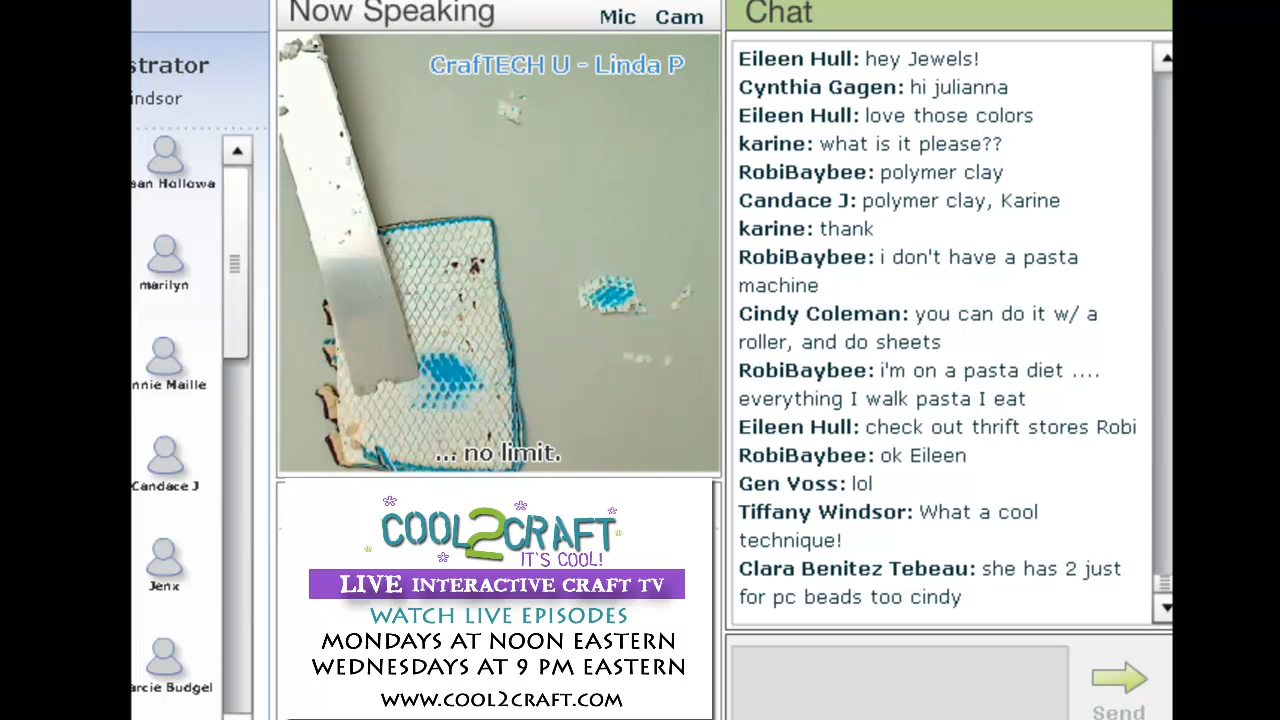 strator
indsor
san Hollowa
marilyn
nnie Maille
Candace J
Jenx
arcie Budgel
Now Speaking
Mic Cam
CrafTECH U - Linda P
... no limit.
COOL2CRAFT
IT'S COOL!
LIVE INTERACTIVE CRAFT TV
WATCH LIVE EPISODES
MONDAYS AT NOON EASTERN
WEDNESDAYS AT 9 PM EASTERN
WWW.COOL2CRAFT.COM
Chat
Eileen Hull: hey Jewels!
Cynthia Gagen: hi julianna
Eileen Hull: love those colors
karine: what is it please??
RobiBaybee: polymer clay
Candace J: polymer clay, Karine
karine: thank
RobiBaybee: i don't have a pasta
machine
Cindy Coleman: you can do it w/ a
roller, and do sheets
RobiBaybee: i'm on a pasta diet ....
everything I walk pasta I eat
Eileen Hull: check out thrift stores Robi
RobiBaybee: ok Eileen
Gen Voss: lol
Tiffany Windsor: What a cool
technique!
Clara Benitez Tebeau: she has 2 just
for pc beads too cindy
Send